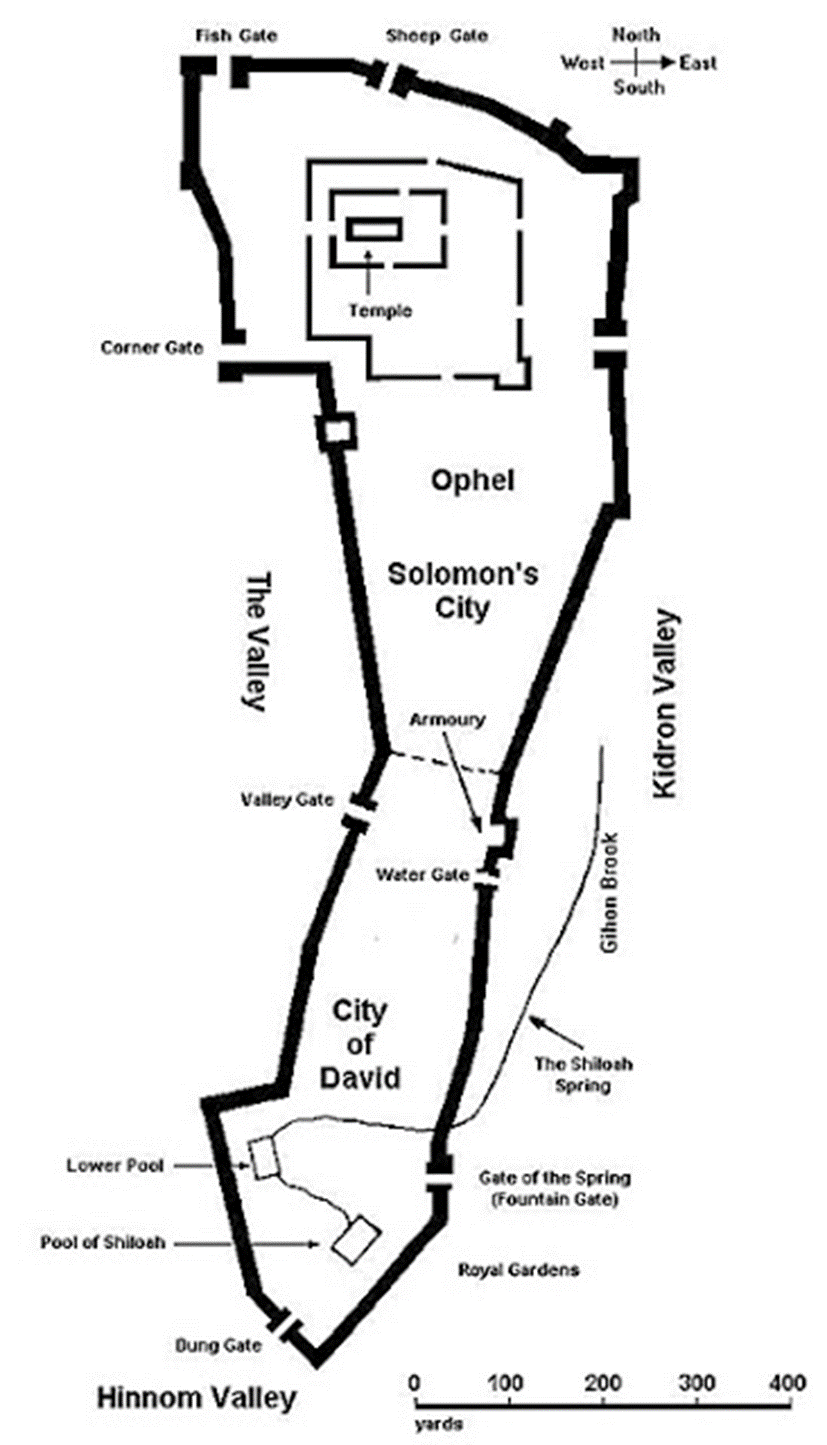 Fish Gate
Sheep Gate
North
West
East
South
Temple
Corner Gate
Ophel
Solomon's
City
The Valley
Kidron Valley
Armoury
Valley Gate
Water Gate
Gihon Brook
City
of
David
The Shiloah
Spring
Lower Pool
Gate of the Spring
(Fountain Gate)
Pool of Shiloah
Royal Gardens
Dung Gate
Hinnom Valley
0 100 200 300 400
yards